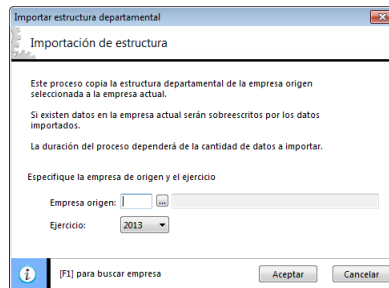 Importar estructura departamental
Importación de estructura
Este proceso copia la estructura departamental de la empresa origen
seleccionada a la empresa actual.
Si existen datos en la empresa actual serán sobreescritos por los datos
importados.
La duración del proceso dependerá de la cantidad de datos a importar.
Especifique la empresa de origen y el ejercicio
Empresa origen: ...
Ejercicio: 2013
[F1] para buscar empresa Aceptar Cancelar